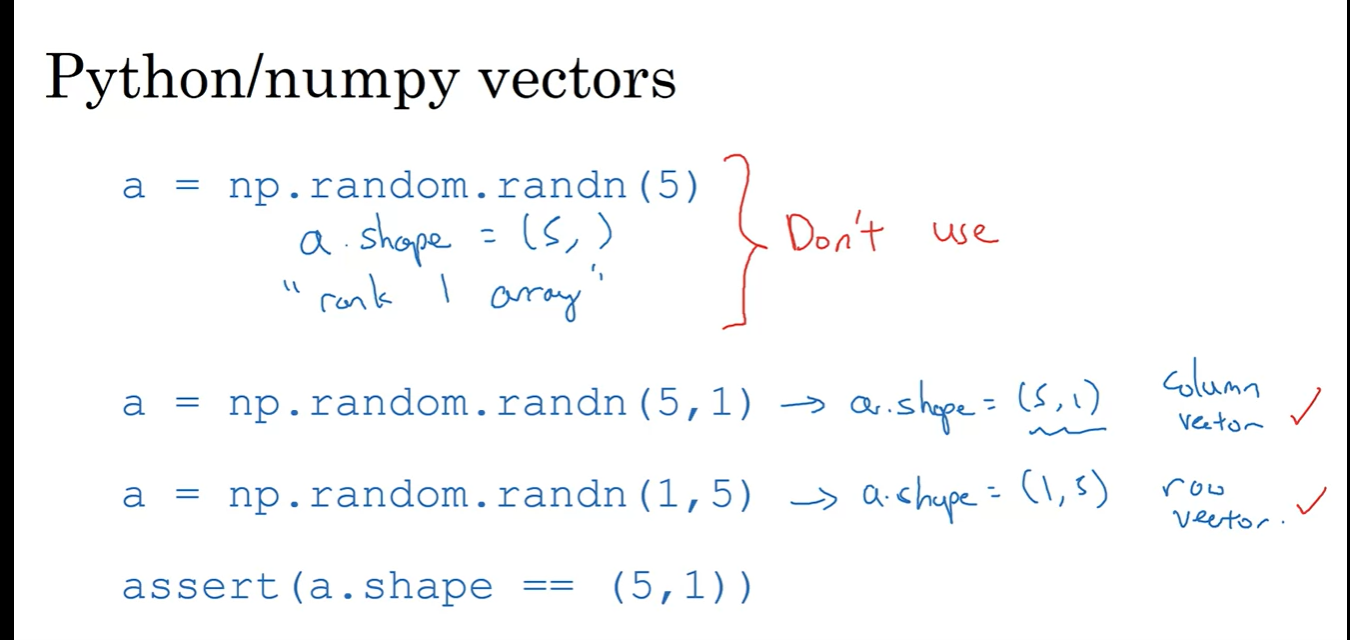 Python/numpy vectors
a = np.random.randn(5)
a.shape = (5, )
"rank 1 array"
Don't use
a = np.random.randn(5,1) → a.shape = (5,1) column vector ✓
a = np.random.randn(1,5) → a.shape = (1,5) row vector. ✓
assert(a.shape == (5,1))